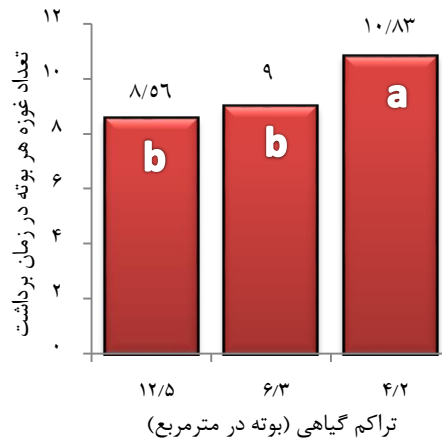 تعداد غوزه هر بوته در زمان برداشت
۱۲
۱۰
۸
۶
۴
۲
۰
۸/۵۶
۹
۱۰/۸۳
b
b
a
۱۲/۵
۶/۳
۴/۲
تراکم گیاهی (بوته در مترمربع)